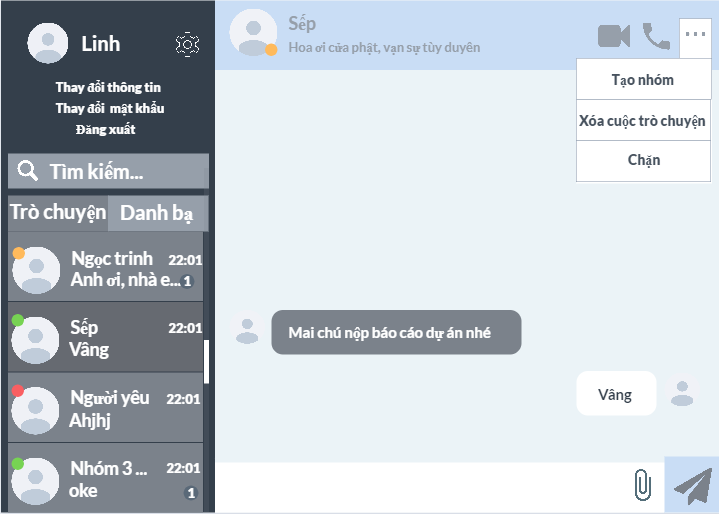 Linh
Thay đổi thông tin
Thay đổi mật khẩu
Đăng xuất
Tìm kiếm...
Trò chuyện
Danh bạ
Ngọc trinh
22:01
Anh ơi, nhà e...
1
Sếp
22:01
Vâng
Người yêu
22:01
Ahjhj
Nhóm 3 ...
22:01
oke
1
Sếp
Hoa ơi cửa phật, vạn sự tùy duyên
...
Tạo nhóm
Xóa cuộc trò chuyện
Chặn
Mai chú nộp báo cáo dự án nhé
Vâng